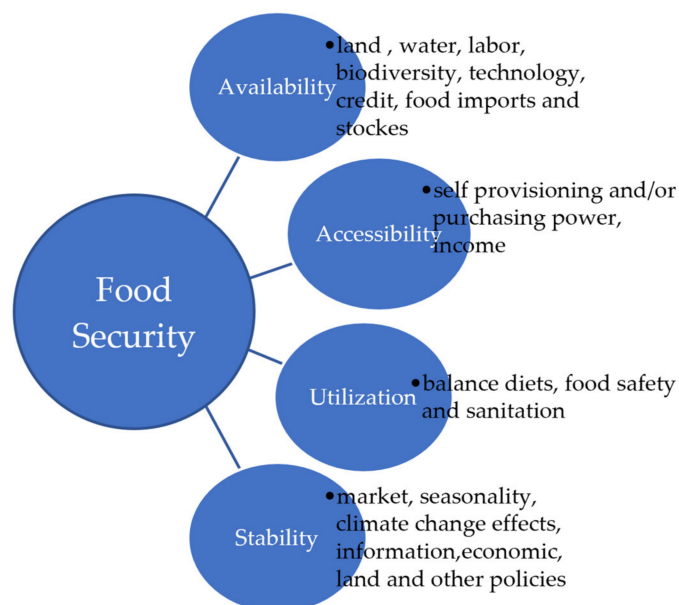 Food
Security
Availability
•land , water, labor,
biodiversity, technology,
credit, food imports and
stockes
Accessibility
•self provisioning and/or
purchasing power,
income
Utilization
•balance diets, food safety
and sanitation
Stability
•market, seasonality,
climate change effects,
information,economic,
land and other policies